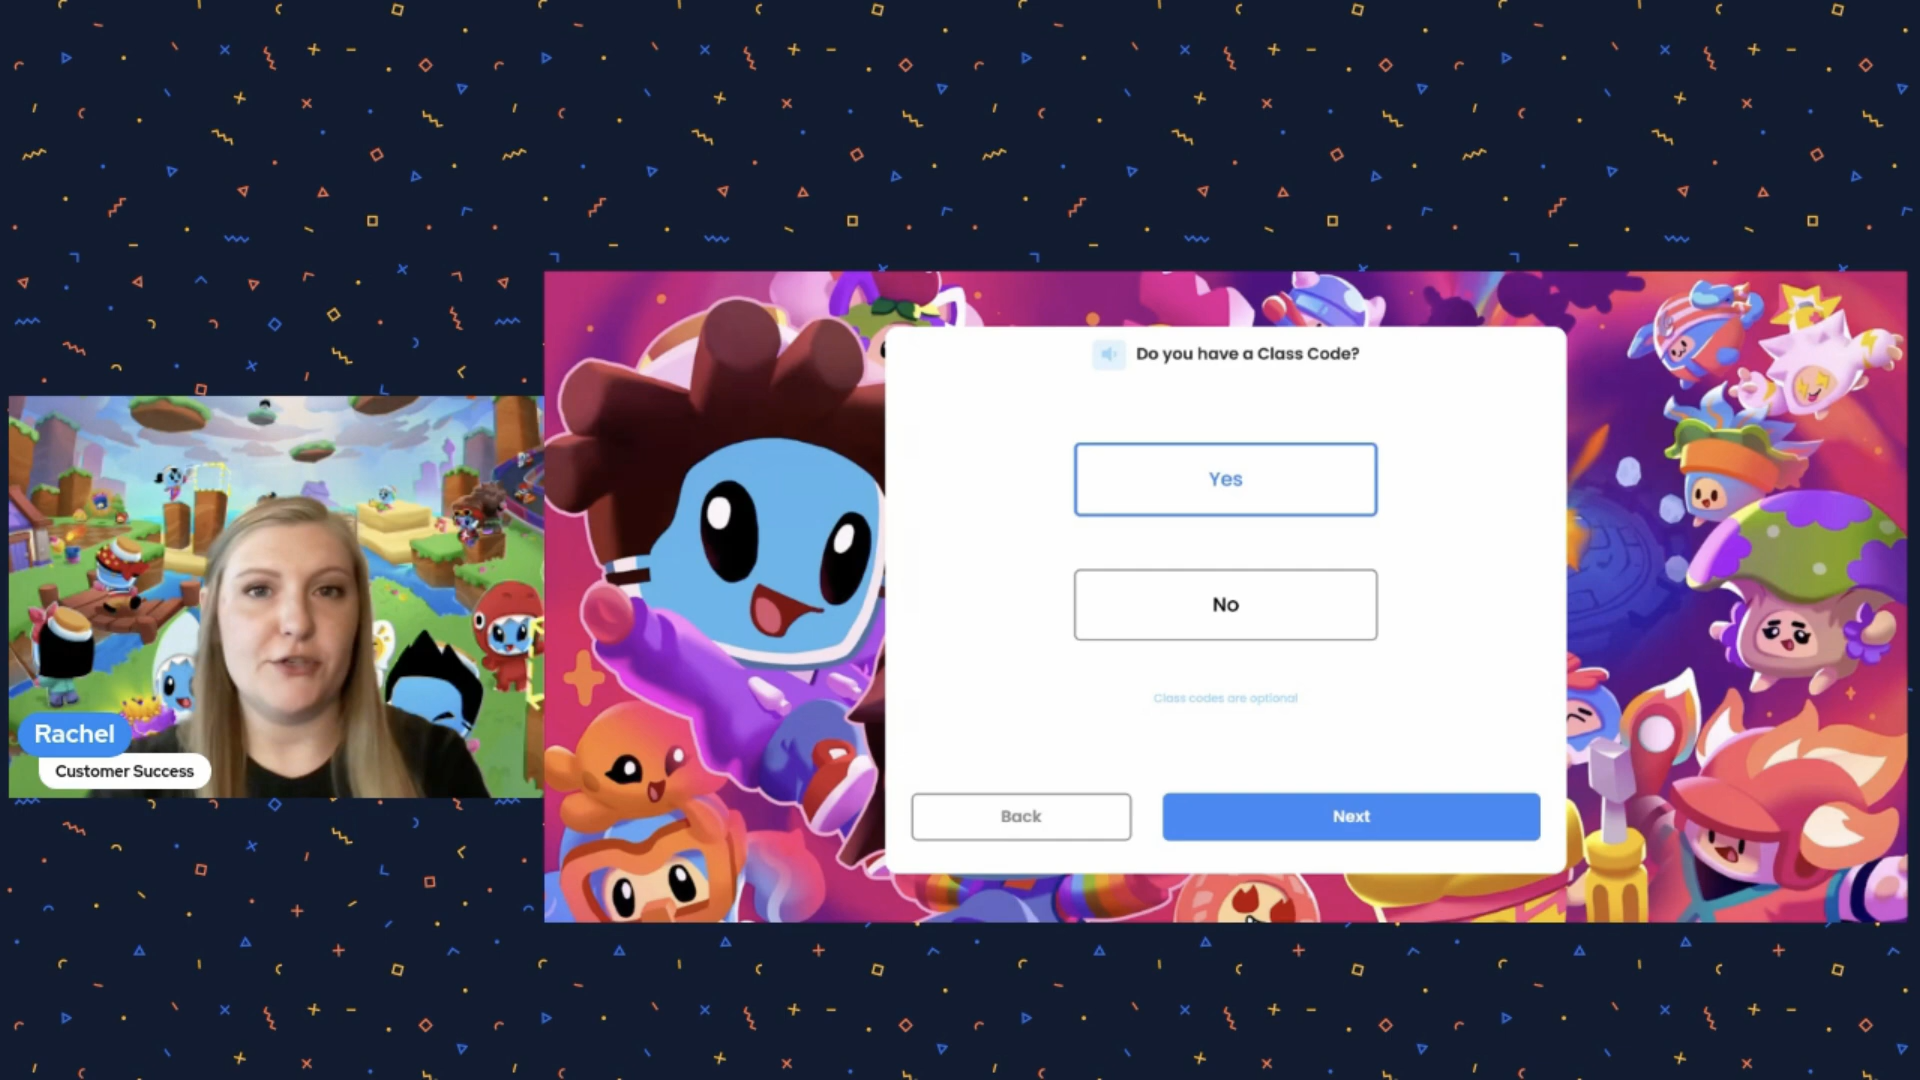 Do you have a Class Code?
Yes
No
Class codes are optional
Back
Next
Rachel
Customer Success